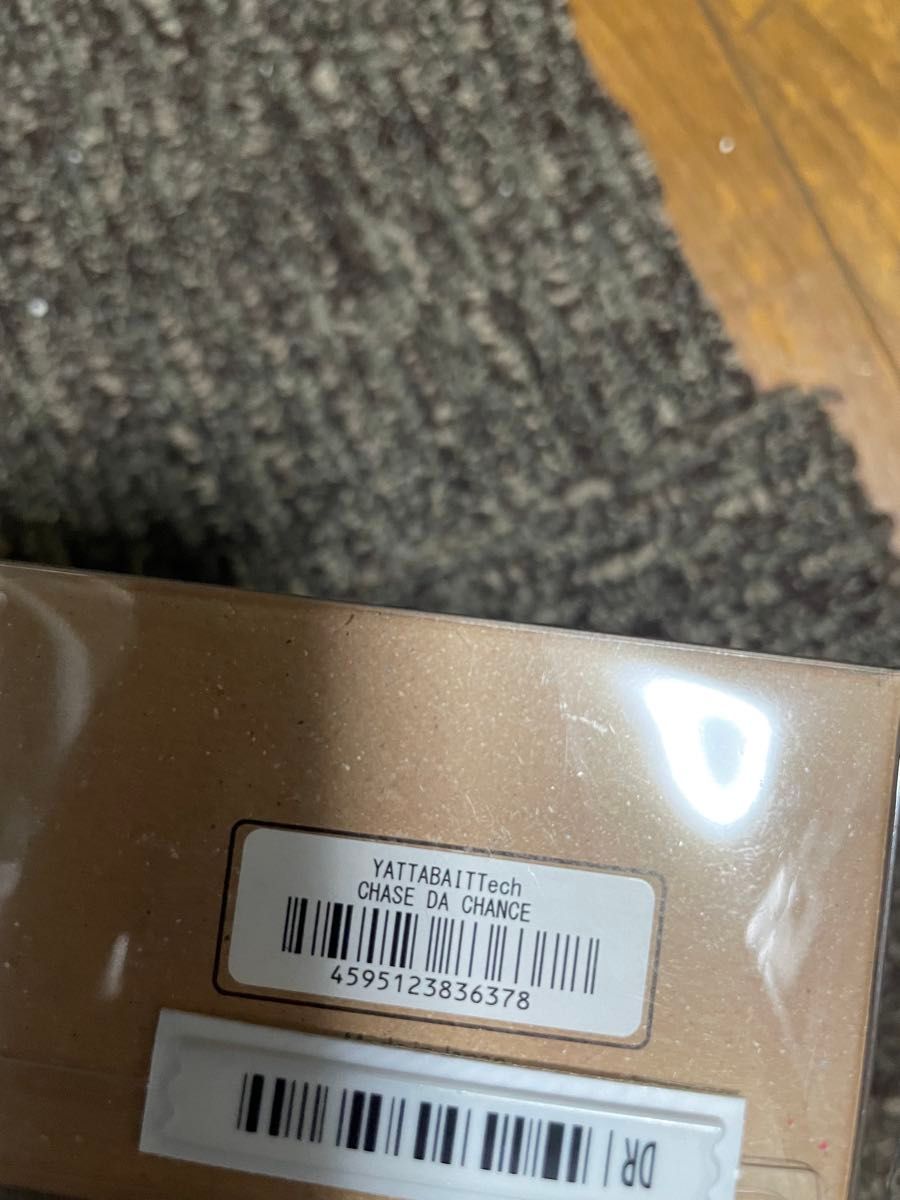 YATTABAITTech
CHASE DA CHANCE
4595123836378
DR